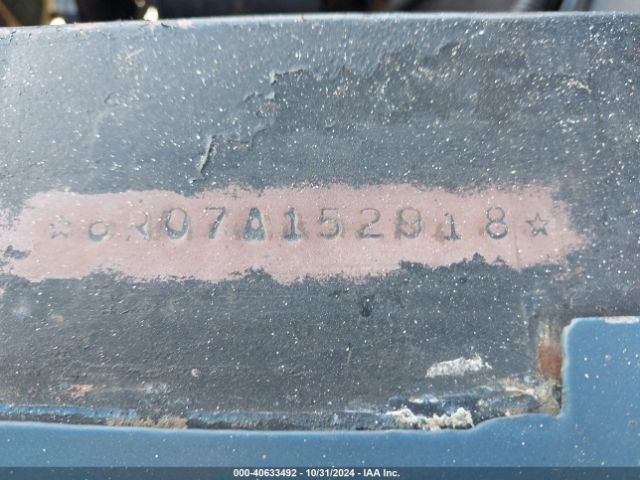 ☆6R07A152918☆
000-40633492 - 10/31/2024 - IAA Inc.